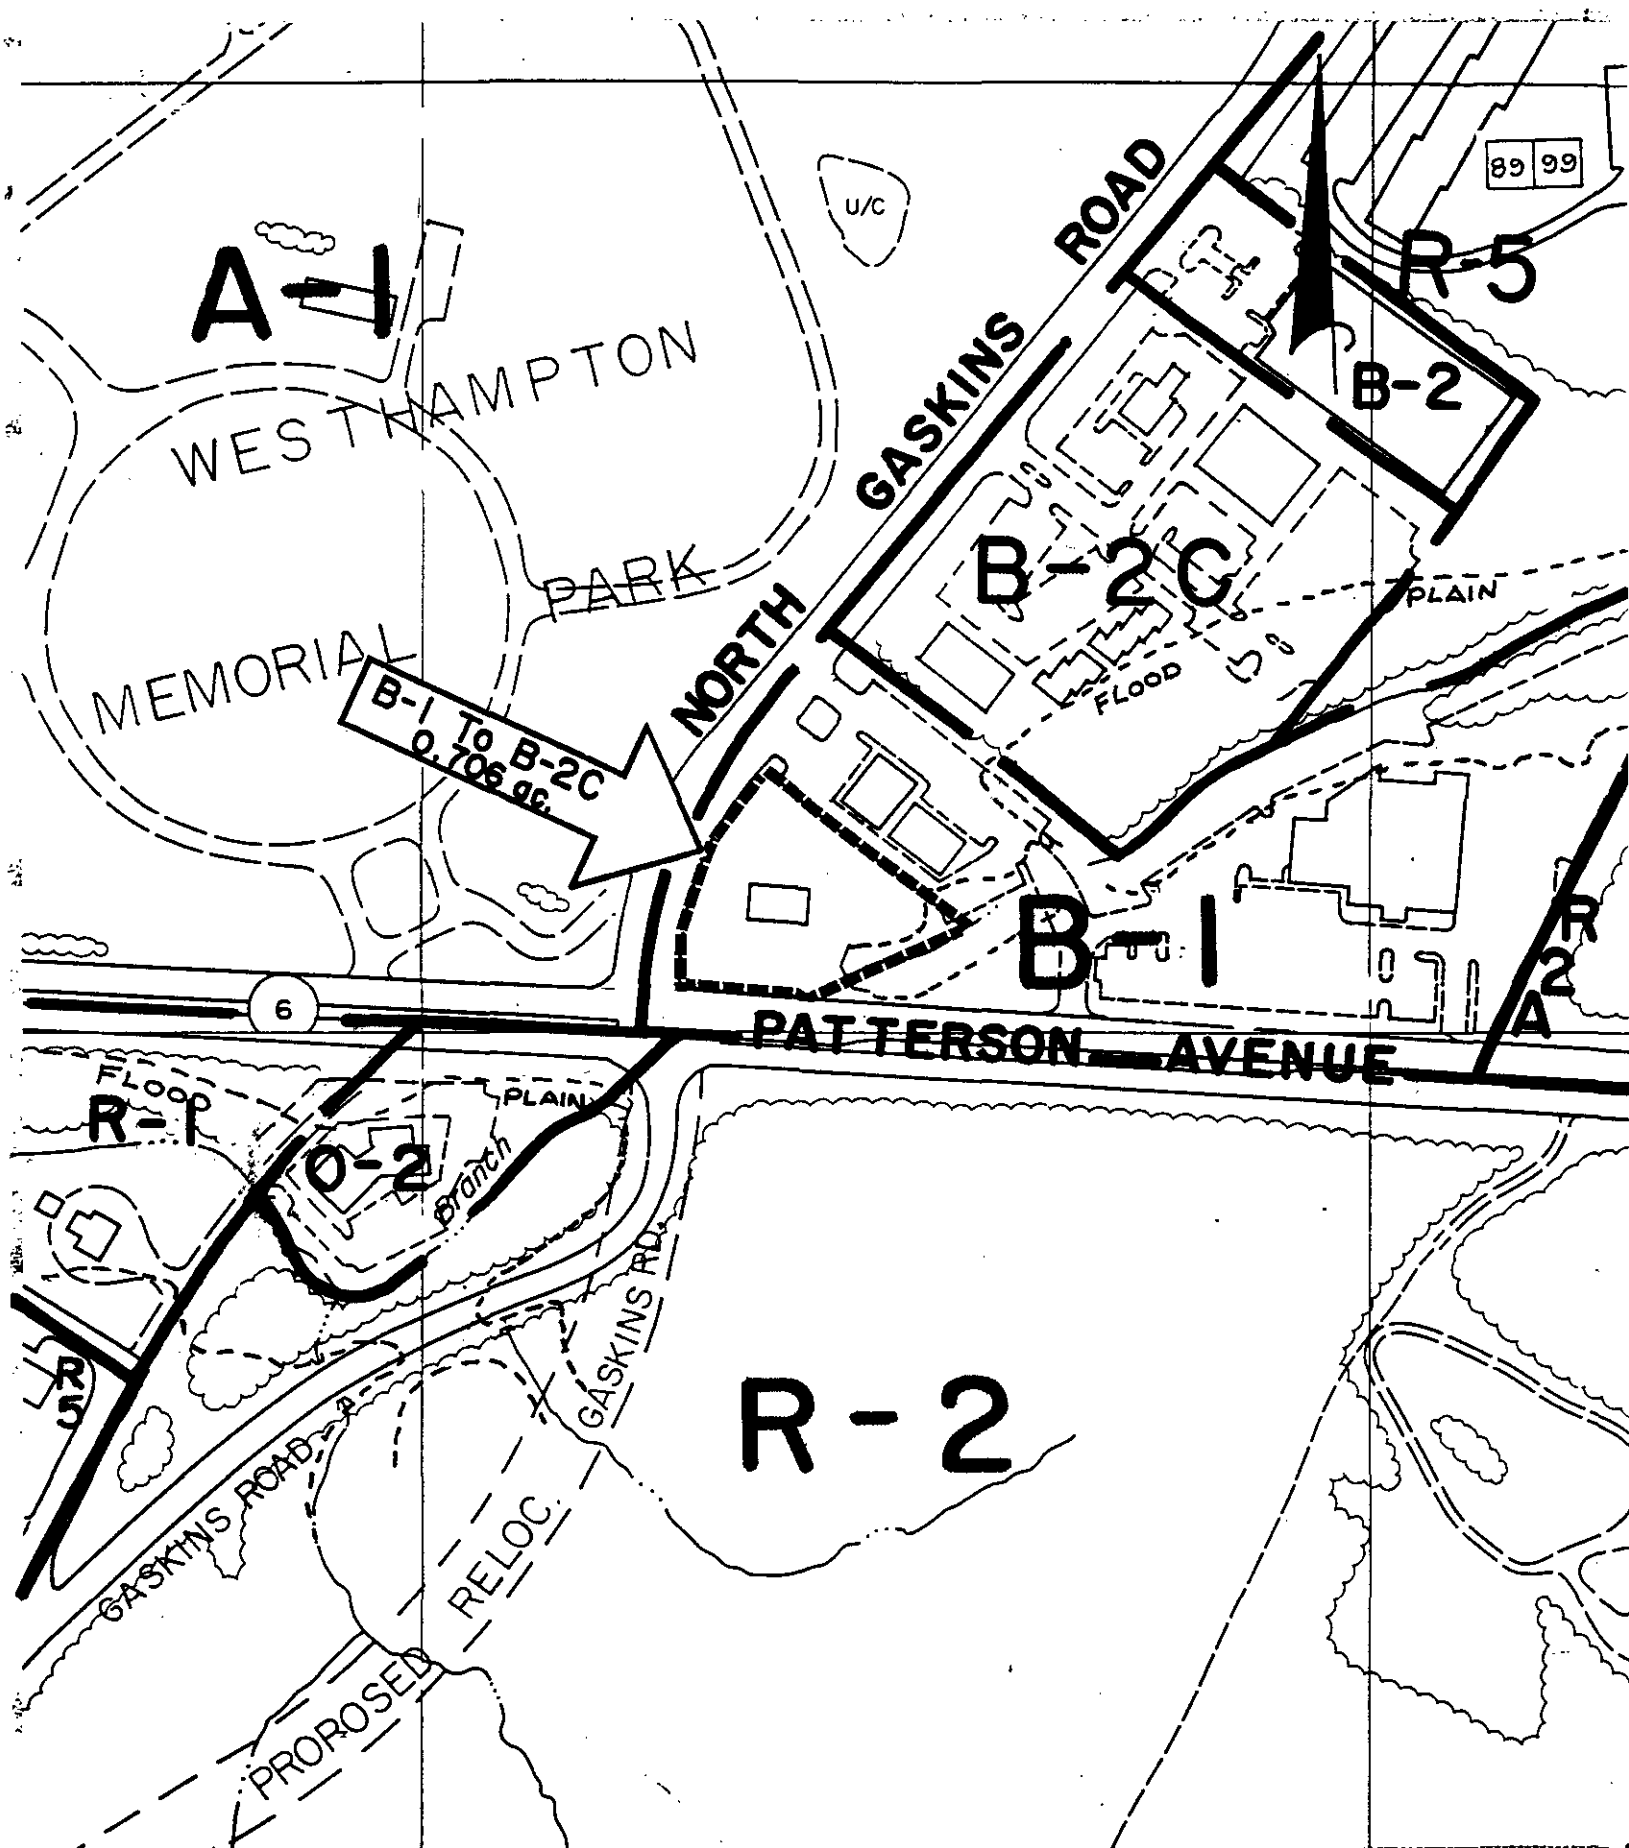 89 99
ROAD
U/C
R-5
A-1
GASKINS
B-2
WESTHAMPTON
B-2C
PARK
PLAIN
NORTH
MEMORIAL
FLOOD
B-1 To B-2C
0.706 ac.
B-1
R
2
A
6
PATTERSON AVENUE
FLOOD
R-1
PLAIN
O-2
Branch
GASKINS RD.
R
5
R-2
GASKINS ROAD
RELOC.
PROPOSED